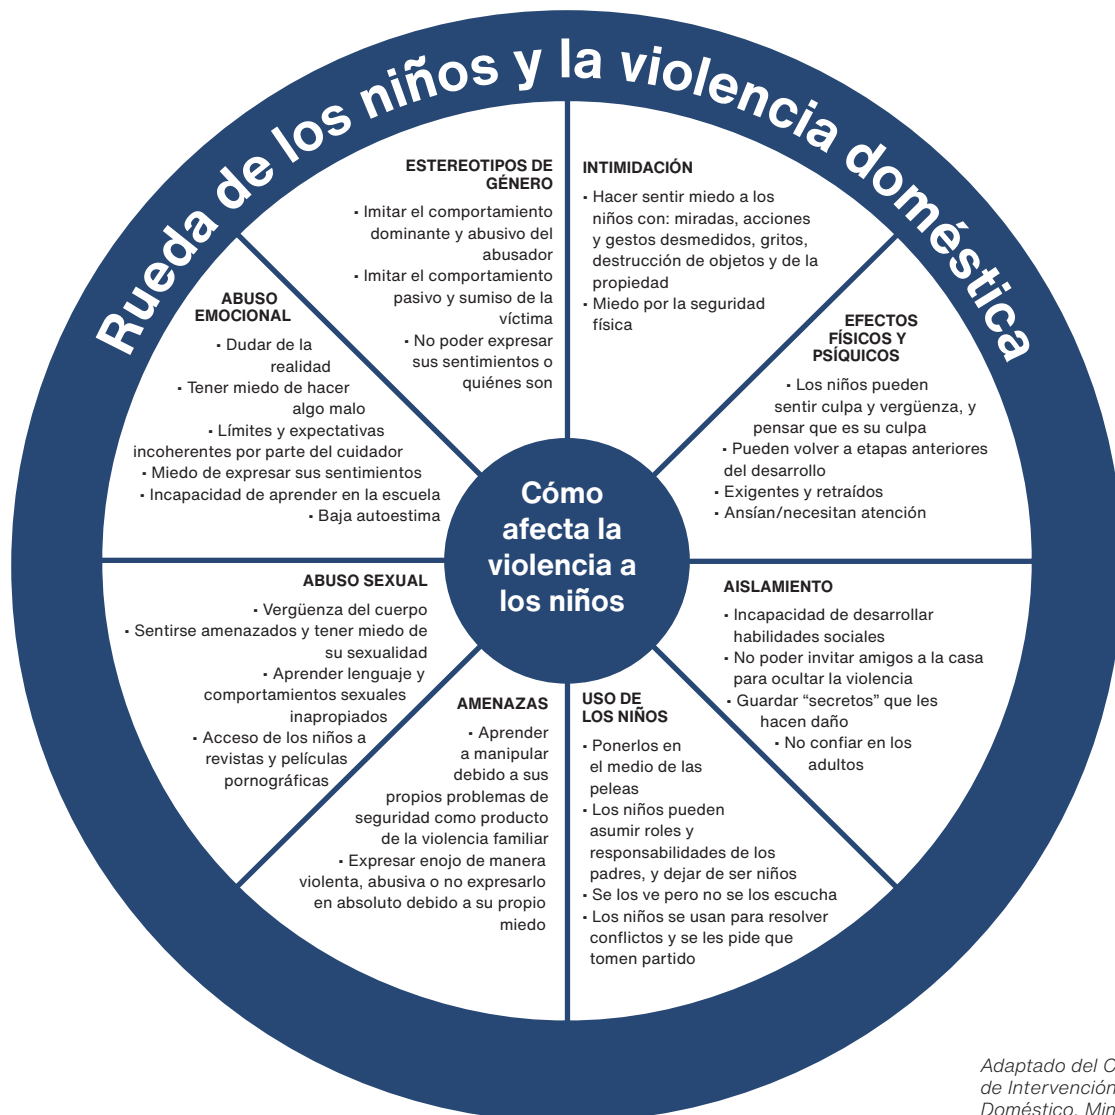 Rueda de los niños y la violencia doméstica
ESTEREOTIPOS DE
GÉNERO
▪ Imitar el comportamiento
dominante y abusivo del
abusador
▪ Imitar el comportamiento
pasivo y sumiso de la
víctima
▪ No poder expresar
sus sentimientos o
quiénes son
INTIMIDACIÓN
▪ Hacer sentir miedo a los
niños con: miradas, acciones
y gestos desmedidos, gritos,
destrucción de objetos y de la
propiedad
▪ Miedo por la seguridad
física
ABUSO
EMOCIONAL
▪ Dudar de la
realidad
▪ Tener miedo de hacer
algo malo
▪ Límites y expectativas
incoherentes por parte del cuidador
▪ Miedo de expresar sus sentimientos
▪ Incapacidad de aprender en la escuela
▪ Baja autoestima
EFECTOS
FÍSICOS Y
PSÍQUICOS
▪ Los niños pueden
sentir culpa y vergüenza, y
pensar que es su culpa
▪ Pueden volver a etapas anteriores
del desarrollo
▪ Exigentes y retraídos
▪ Ansían/necesitan atención
Cómo
afecta la
violencia a
los niños
ABUSO SEXUAL
▪ Vergüenza del cuerpo
▪ Sentirse amenazados y tener miedo de
su sexualidad
▪ Aprender lenguaje y
comportamientos sexuales
inapropiados
▪ Acceso de los niños a
revistas y películas
pornográficas
AISLAMIENTO
▪ Incapacidad de desarrollar
habilidades sociales
▪ No poder invitar amigos a la casa
para ocultar la violencia
▪ Guardar “secretos” que les
hacen daño
▪ No confiar en los
adultos
AMENAZAS
▪ Aprender
a manipular
debido a sus
propios problemas de
seguridad como producto
de la violencia familiar
▪ Expresar enojo de manera
violenta, abusiva o no expresarlo
en absoluto debido a su propio
miedo
USO DE
LOS NIÑOS
▪ Ponerlos en
el medio de las
peleas
▪ Los niños pueden
asumir roles y
responsabilidades de los
padres, y dejar de ser niños
▪ Se los ve pero no se los escucha
▪ Los niños se usan para resolver
conflictos y se les pide que
tomen partido
Adaptado del
de Intervención
Doméstico,